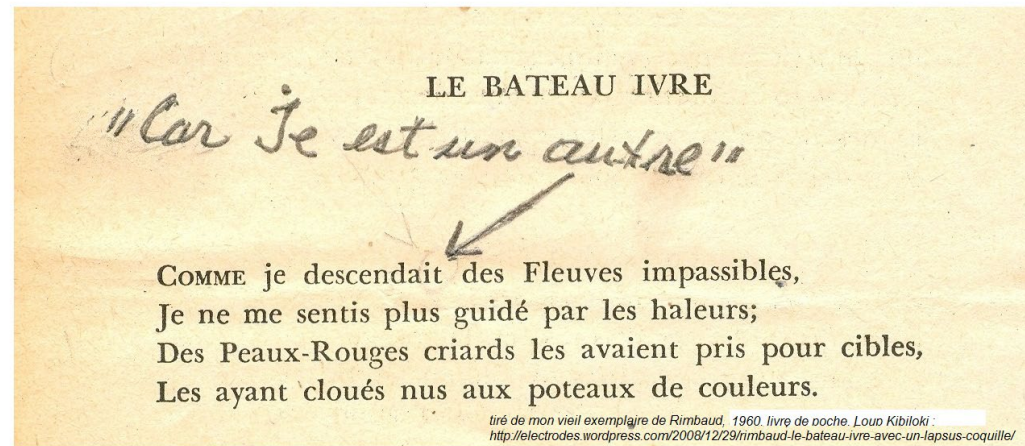 LE BATEAU IVRE
"Car Je est un autre"
COMME je descendait des Fleuves impassibles,
Je ne me sentis plus guidé par les haleurs;
Des Peaux-Rouges criards les avaient pris pour cibles,
Les ayant cloués nus aux poteaux de couleurs.
tiré de mon vieil exemplaire de Rimbaud, 1960. livre de poche. Loup Kibiloki :
http://electrodes.wordpress.com/2008/12/29/rimbaud-le-bateau-ivre-avec-un-lapsus-coquille/